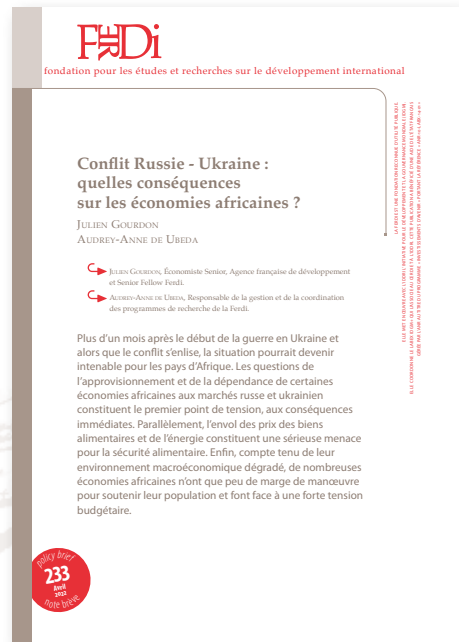 FERDi
fondation pour les études et recherches sur le développement international
Conflit Russie - Ukraine :
quelles conséquences
sur les économies africaines ?
Julien Gourdon
Audrey-Anne de Ubeda
Julien Gourdon, Économiste Senior, Agence française de développement
et Senior Fellow Ferdi.
Audrey-Anne de Ubeda, Responsable de la gestion et de la coordination
des programmes de recherche de la Ferdi.
Plus d'un mois après le début de la guerre en Ukraine et
alors que le conflit s'enlise, la situation pourrait devenir
intenable pour les pays d'Afrique. Les questions de
l'approvisionnement et de la dépendance de certaines
économies africaines aux marchés russe et ukrainien
constituent le premier point de tension, aux conséquences
immédiates. Parallèlement, l'envol des prix des biens
alimentaires et de l'énergie constituent une sérieuse menace
pour la sécurité alimentaire. Enfin, compte tenu de leur
environnement macroéconomique dégradé, de nombreuses
économies africaines n'ont que peu de marge de manœuvre
pour soutenir leur population et font face à une forte tension
budgétaire.
policy brief
233
Avril
2022
note brève
LA FERDI EST UNE FONDATION RECONNUE D'UTILITÉ PUBLIQUE.